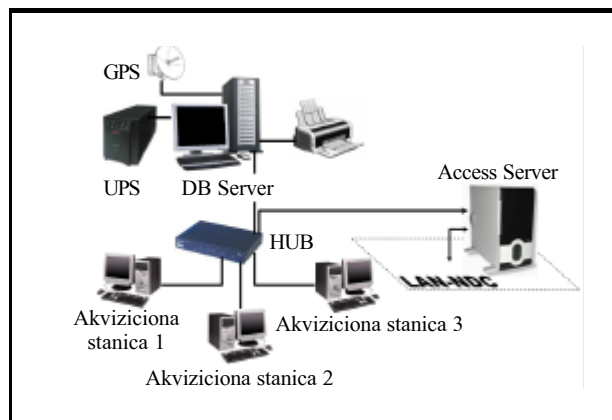 GPS
UPS
DB Server
Access Server
HUB
LAN-NDC
Akviziciona
stanica 1
Akviziciona stanica 3
Akviziciona stanica 2